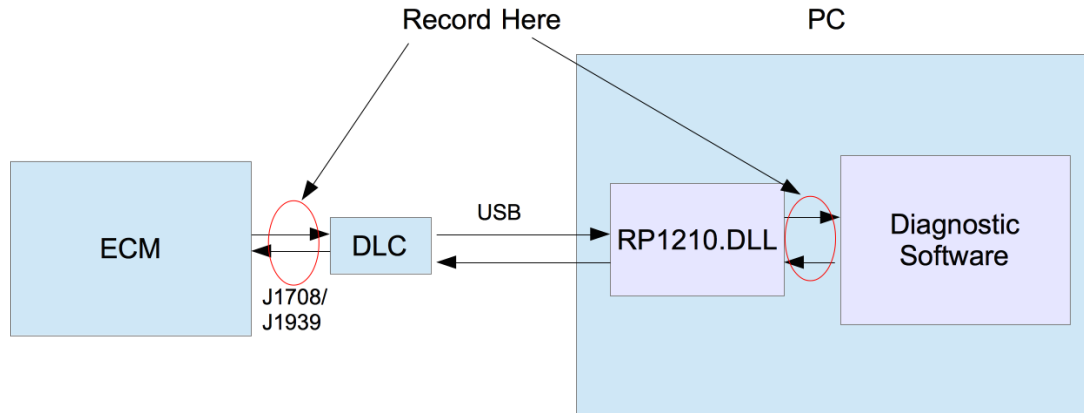 Record Here
PC
ECM
J1708/
J1939
DLC
USB
RP1210.DLL
Diagnostic
Software